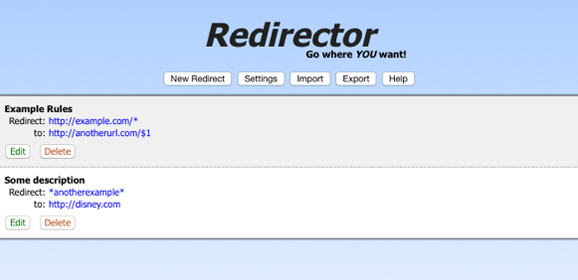 Redirector
Go where YOU want!
New Redirect Settings Import Export Help
Example Rules
Redirect: http://example.com/*
to: http://anotherurl.com/$1
Edit Delete
Some description
Redirect: *anotherexample*
to: http://disney.com
Edit Delete